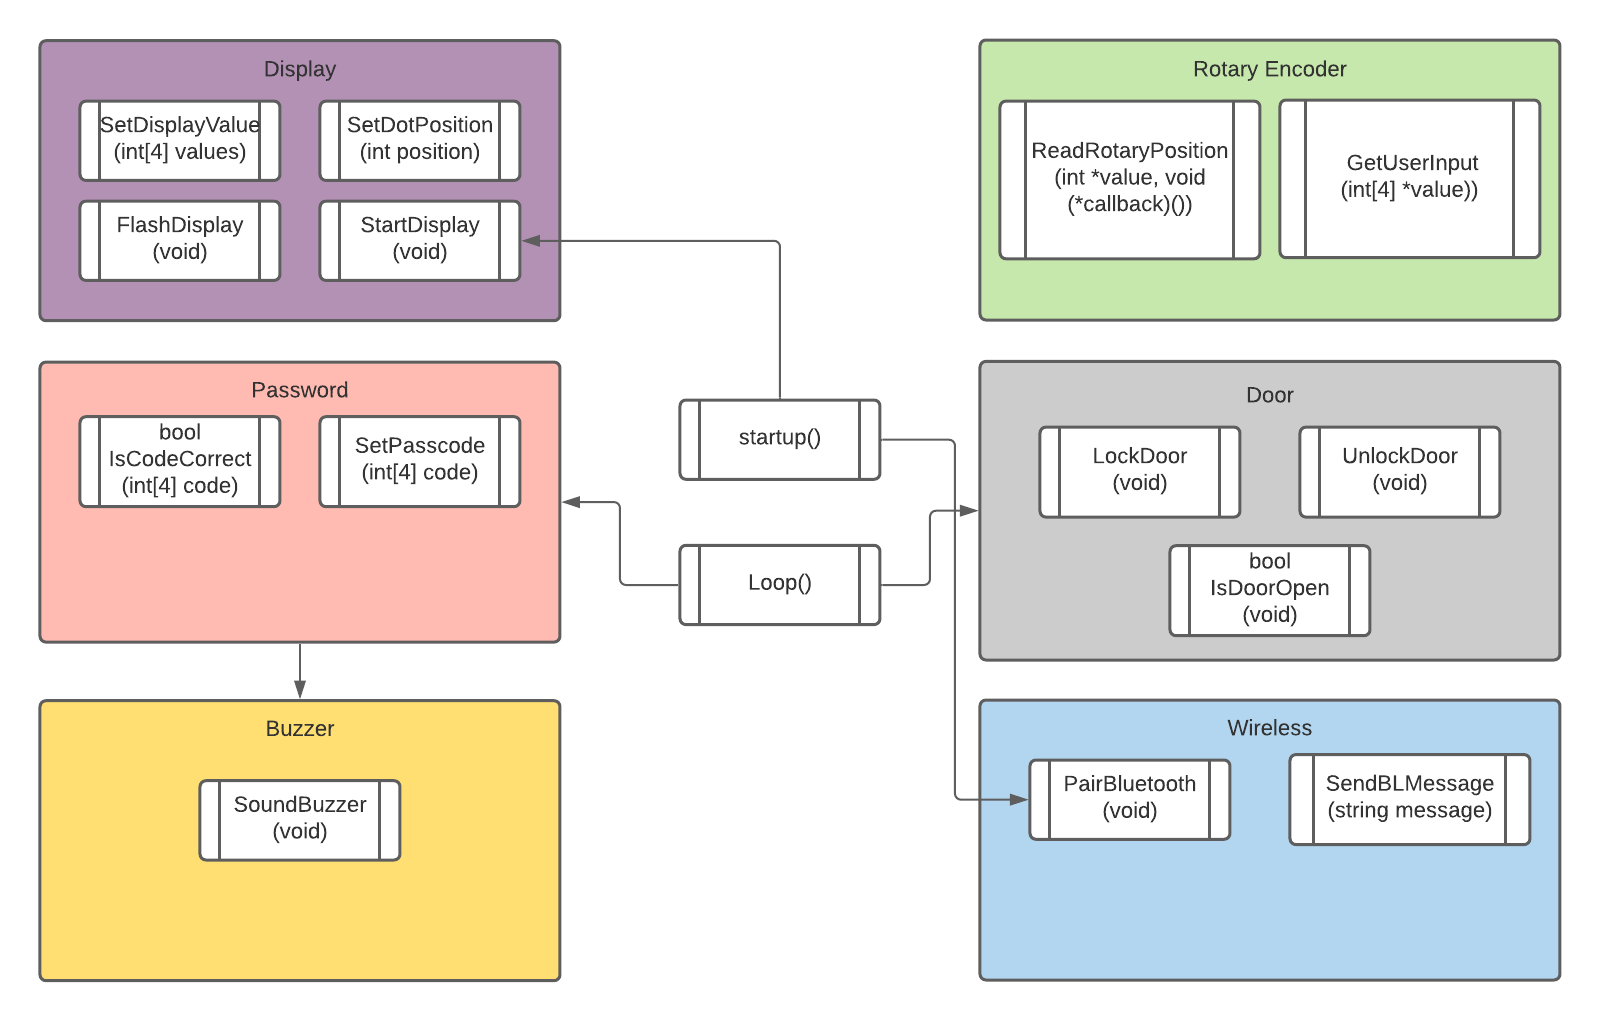 Display
SetDisplayValue
(int[4] values)
SetDotPosition
(int position)
FlashDisplay
(void)
StartDisplay
(void)
Rotary Encoder
ReadRotaryPosition
(int *value, void
(*callback)())
GetUserInput
(int[4] *value))
Password
bool
IsCodeCorrect
(int[4] code)
SetPasscode
(int[4] code)
startup()
Loop()
Door
LockDoor
(void)
UnlockDoor
(void)
bool
IsDoorOpen
(void)
Buzzer
SoundBuzzer
(void)
Wireless
PairBluetooth
(void)
SendBLMessage
(string message)